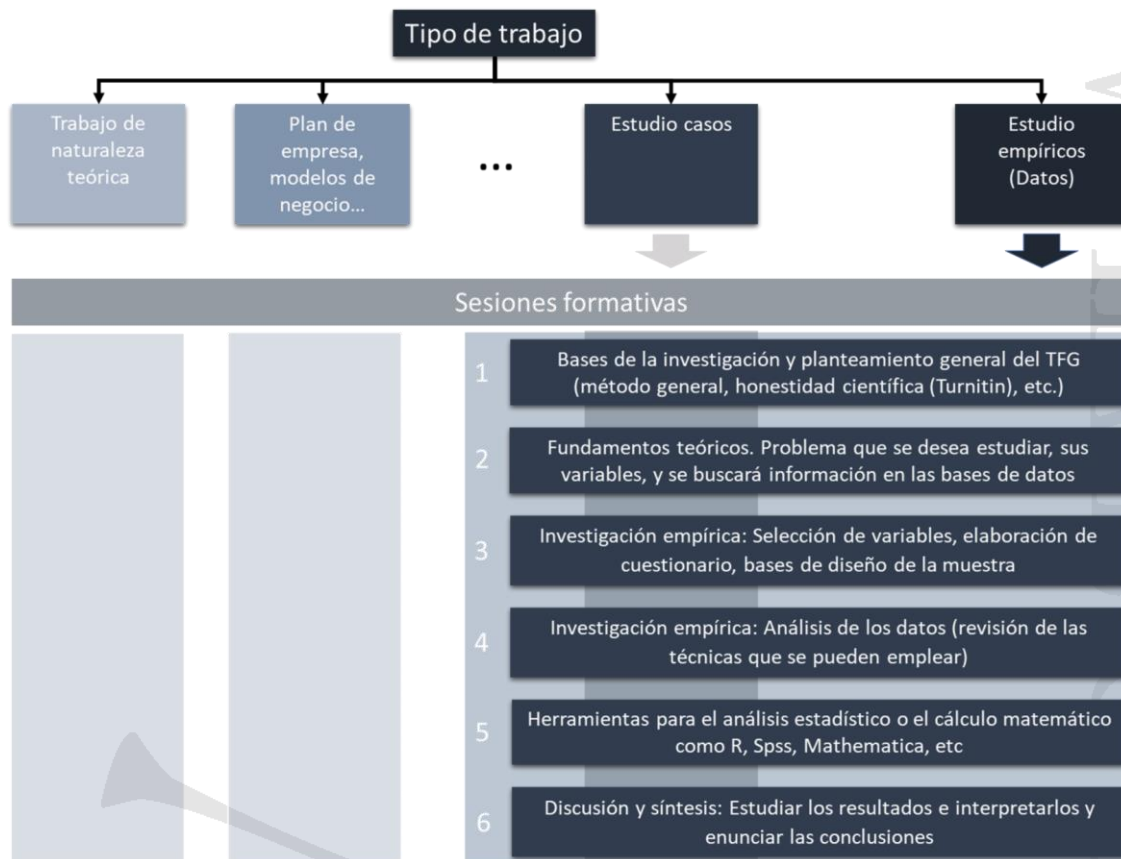 Tipo de trabajo
Trabajo de
naturaleza
teórica
Plan de
empresa,
modelos de
negocio...
...
Estudio casos
Estudio
empíricos
(Datos)
Sesiones formativas
1
Bases de la investigación y planteamiento general del TFG
(método general, honestidad científica (Turnitin), etc.)
2
Fundamentos teóricos. Problema que se desea estudiar, sus
variables, y se buscará información en las bases de datos
3
Investigación empírica: Selección de variables, elaboración de
cuestionario, bases de diseño de la muestra
4
Investigación empírica: Análisis de los datos (revisión de las
técnicas que se pueden emplear)
5
Herramientas para el análisis estadístico o el cálculo matemático
como R, Spss, Mathematica, etc
6
Discusión y síntesis: Estudiar los resultados e interpretarlos y
enunciar las conclusiones